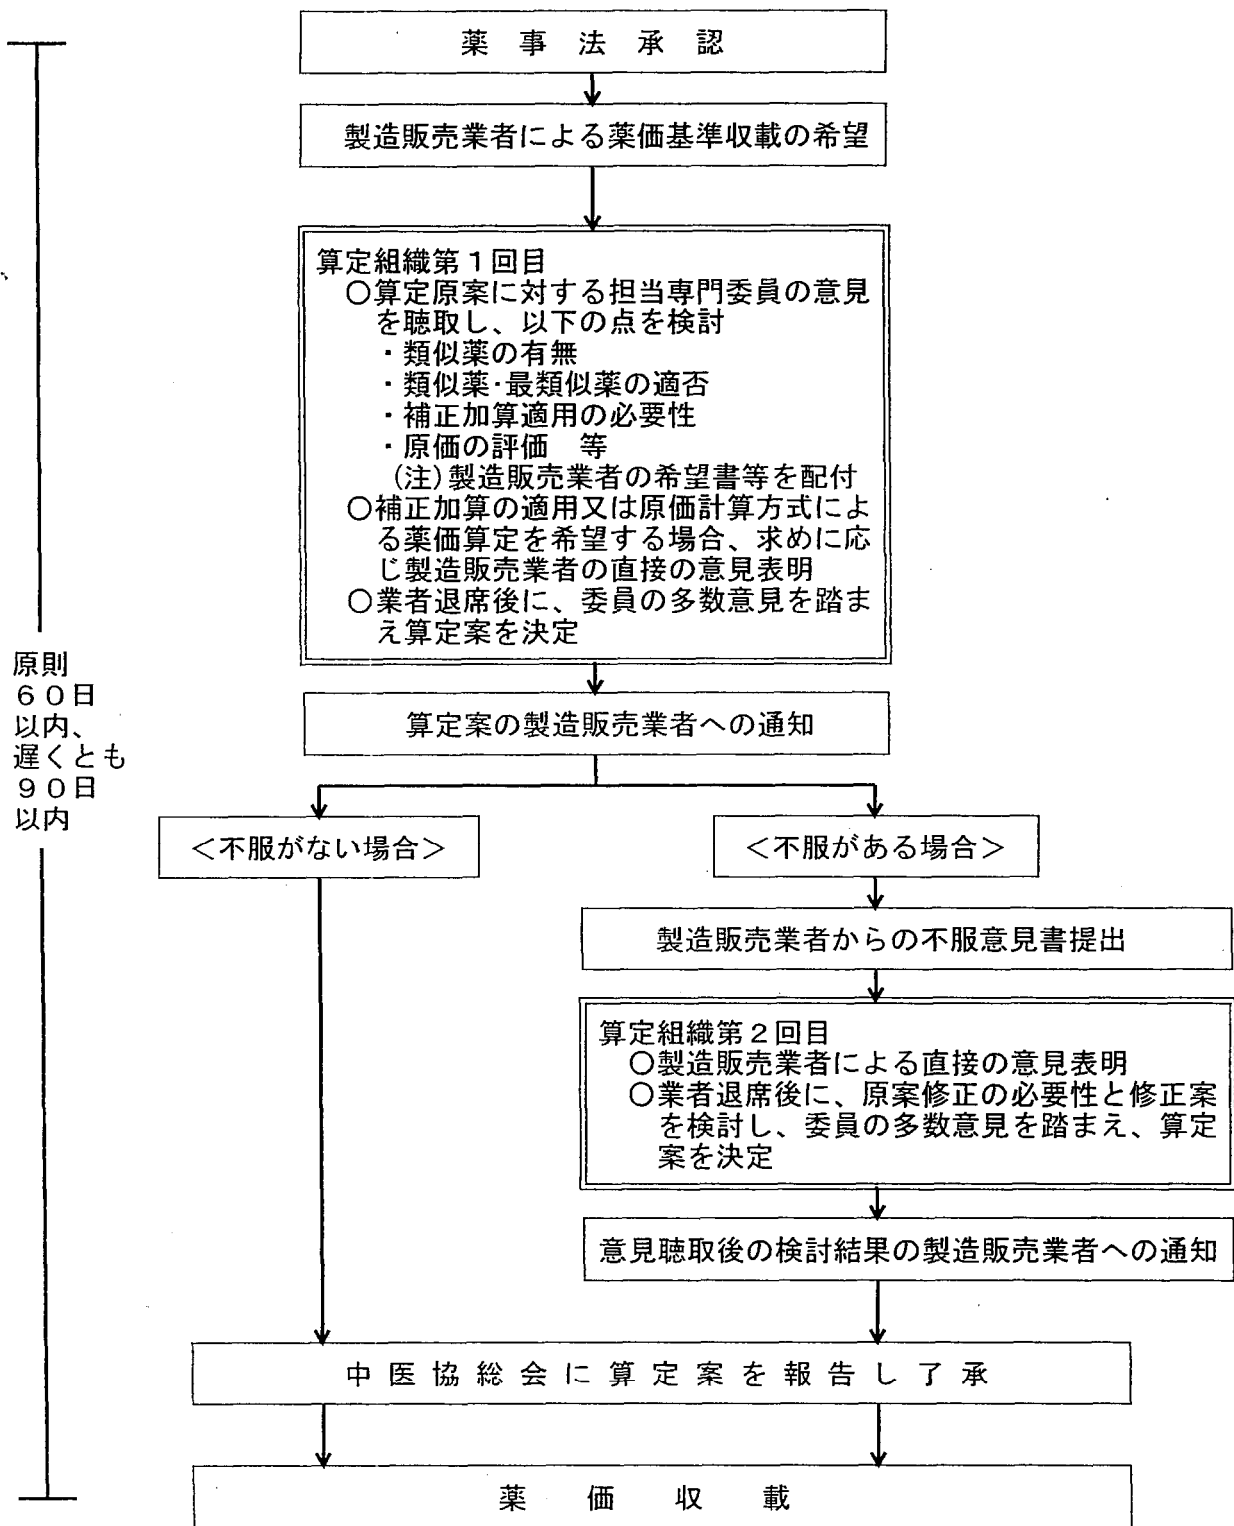 薬事法承認
製造販売業者による薬価基準収載の希望
算定組織第1回目
○算定原案に対する担当専門委員の意見
を聴取し、以下の点を検討
・類似薬の有無
・類似薬・最類似薬の適否
・補正加算適用の必要性
・原価の評価 等
(注)製造販売業者の希望書等を配付
○補正加算の適用又は原価計算方式によ
る薬価算定を希望する場合、求めに応
じ製造販売業者の直接の意見表明
○業者退席後に、委員の多数意見を踏ま
え算定案を決定
原則
60日
以内、
遅くとも
90日
以内
算定案の製造販売業者への通知
<不服がない場合>
<不服がある場合>
製造販売業者からの不服意見書提出
算定組織第2回目
○製造販売業者による直接の意見表明
○業者退席後に、原案修正の必要性と修正案
を検討し、委員の多数意見を踏まえ、算定
案を決定
意見聴取後の検討結果の製造販売業者への通知
中医協総会に算定案を報告し了承
薬価収載